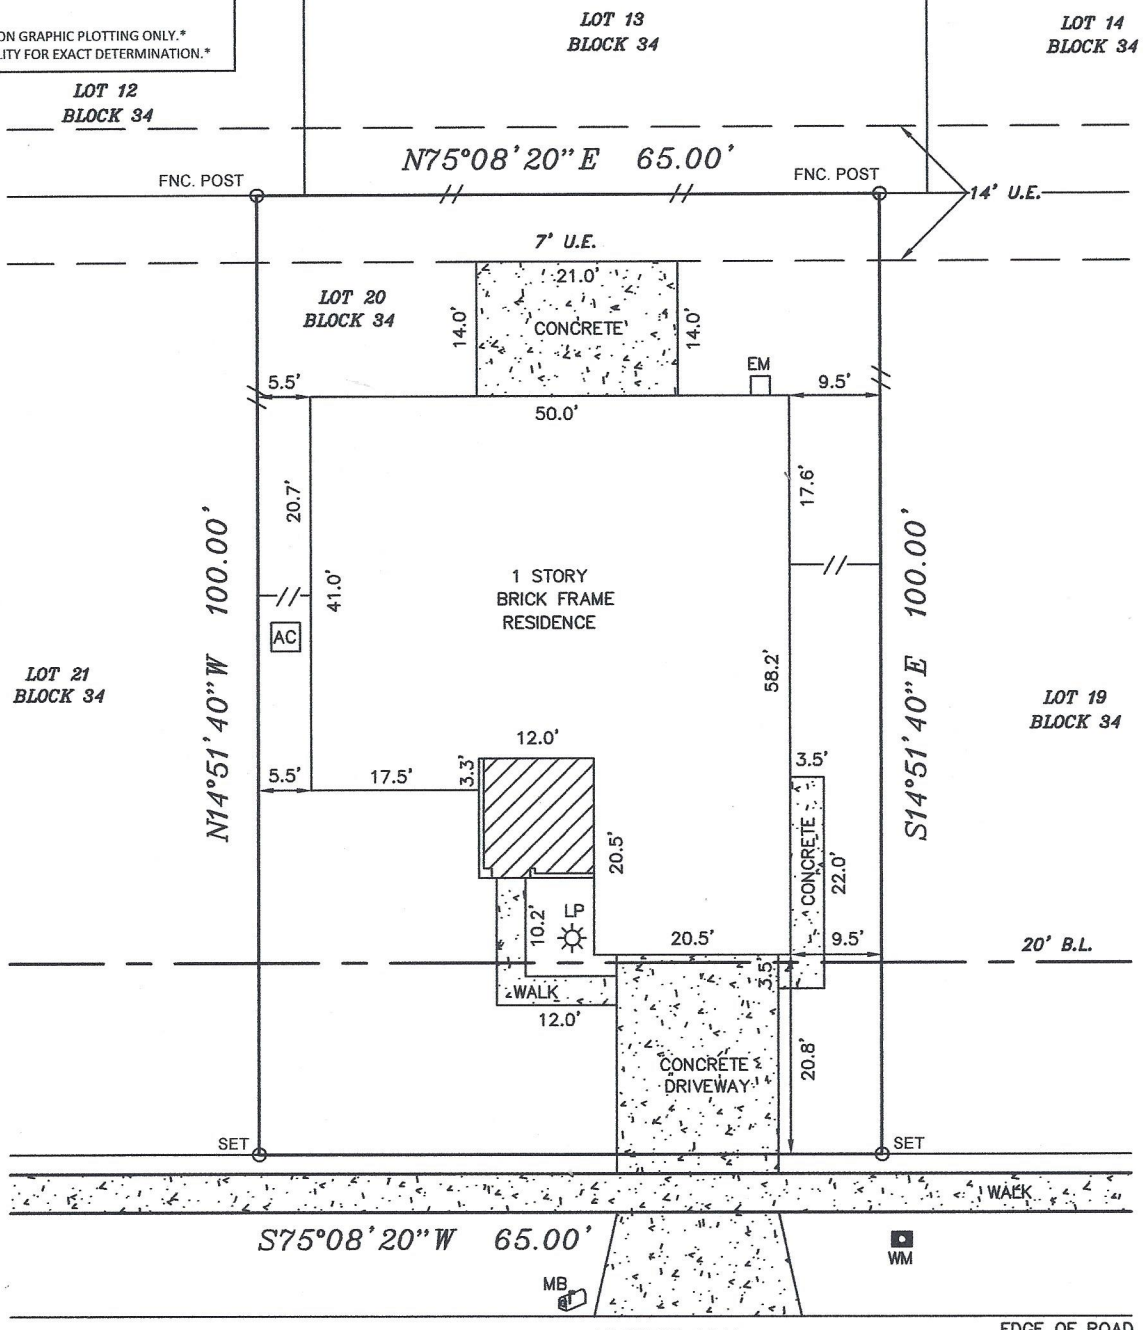 LOT 13
BLOCK 34
LOT 14
BLOCK 34
ON GRAPHIC PLOTTING ONLY.*
LITY FOR EXACT DETERMINATION.*
LOT 12
BLOCK 34
N75°08'20"E 65.00'
FNC. POST
FNC. POST
14' U.E.
7' U.E.
21.0'
LOT 20
BLOCK 34
14.0'
CONCRETE
14.0'
EM
5.5'
9.5'
50.0'
20.7'
17.6'
N14°51'40"W 100.00'
S14°51'40"E 100.00'
41.0'
1 STORY
BRICK FRAME
RESIDENCE
AC
58.2'
LOT 21
BLOCK 34
LOT 19
BLOCK 34
12.0'
3.5'
5.5'
17.5'
3.3'
CONCRETE
22.0'
20.5'
10.2'
LP
20.5'
9.5'
20' B.L.
3.5'
WALK
12.0'
20.8'
CONCRETE
DRIVEWAY
SET
SET
WALK
S75°08'20"W 65.00'
WM
MB
EDGE OF ROAD